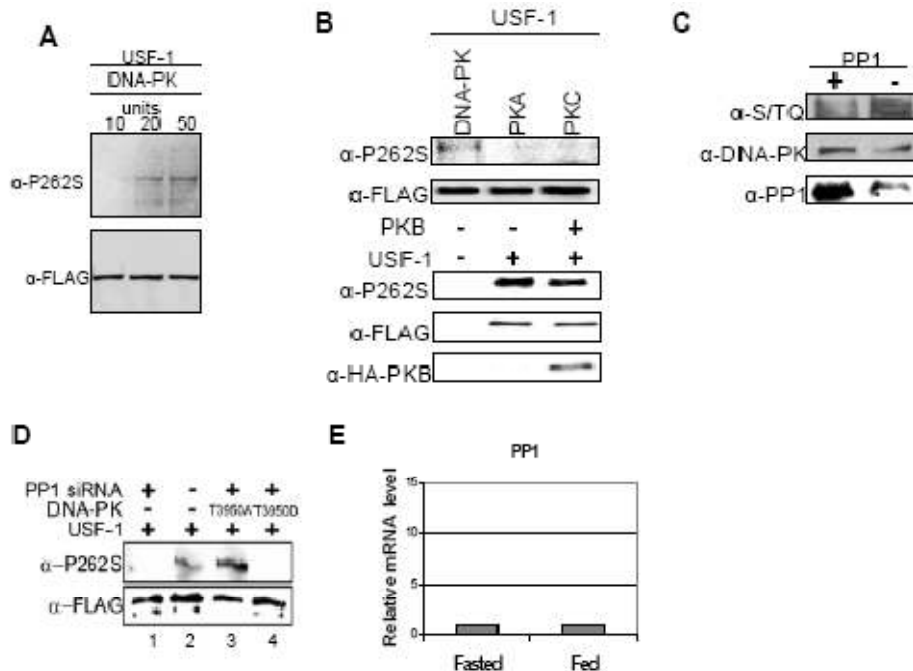 A
USF-1
DNA-PK
units
10 20 50
α-P262S
α-FLAG
B
USF-1
DNA-PK PKA PKC
α-P262S
α-FLAG
PKB - - +
USF-1 - + +
α-P262S
α-FLAG
α-HA-PKB
C
PP1
+ -
α-S/TQ
α-DNA-PK
α-PP1
D
PP1 siRNA + - + +
DNA-PK T3950A T3950D
USF-1 + + + +
α-P262S
α-FLAG
1 2 3 4
E
PP1
Relative mRNA level
15
10
5
0
Fasted Fed